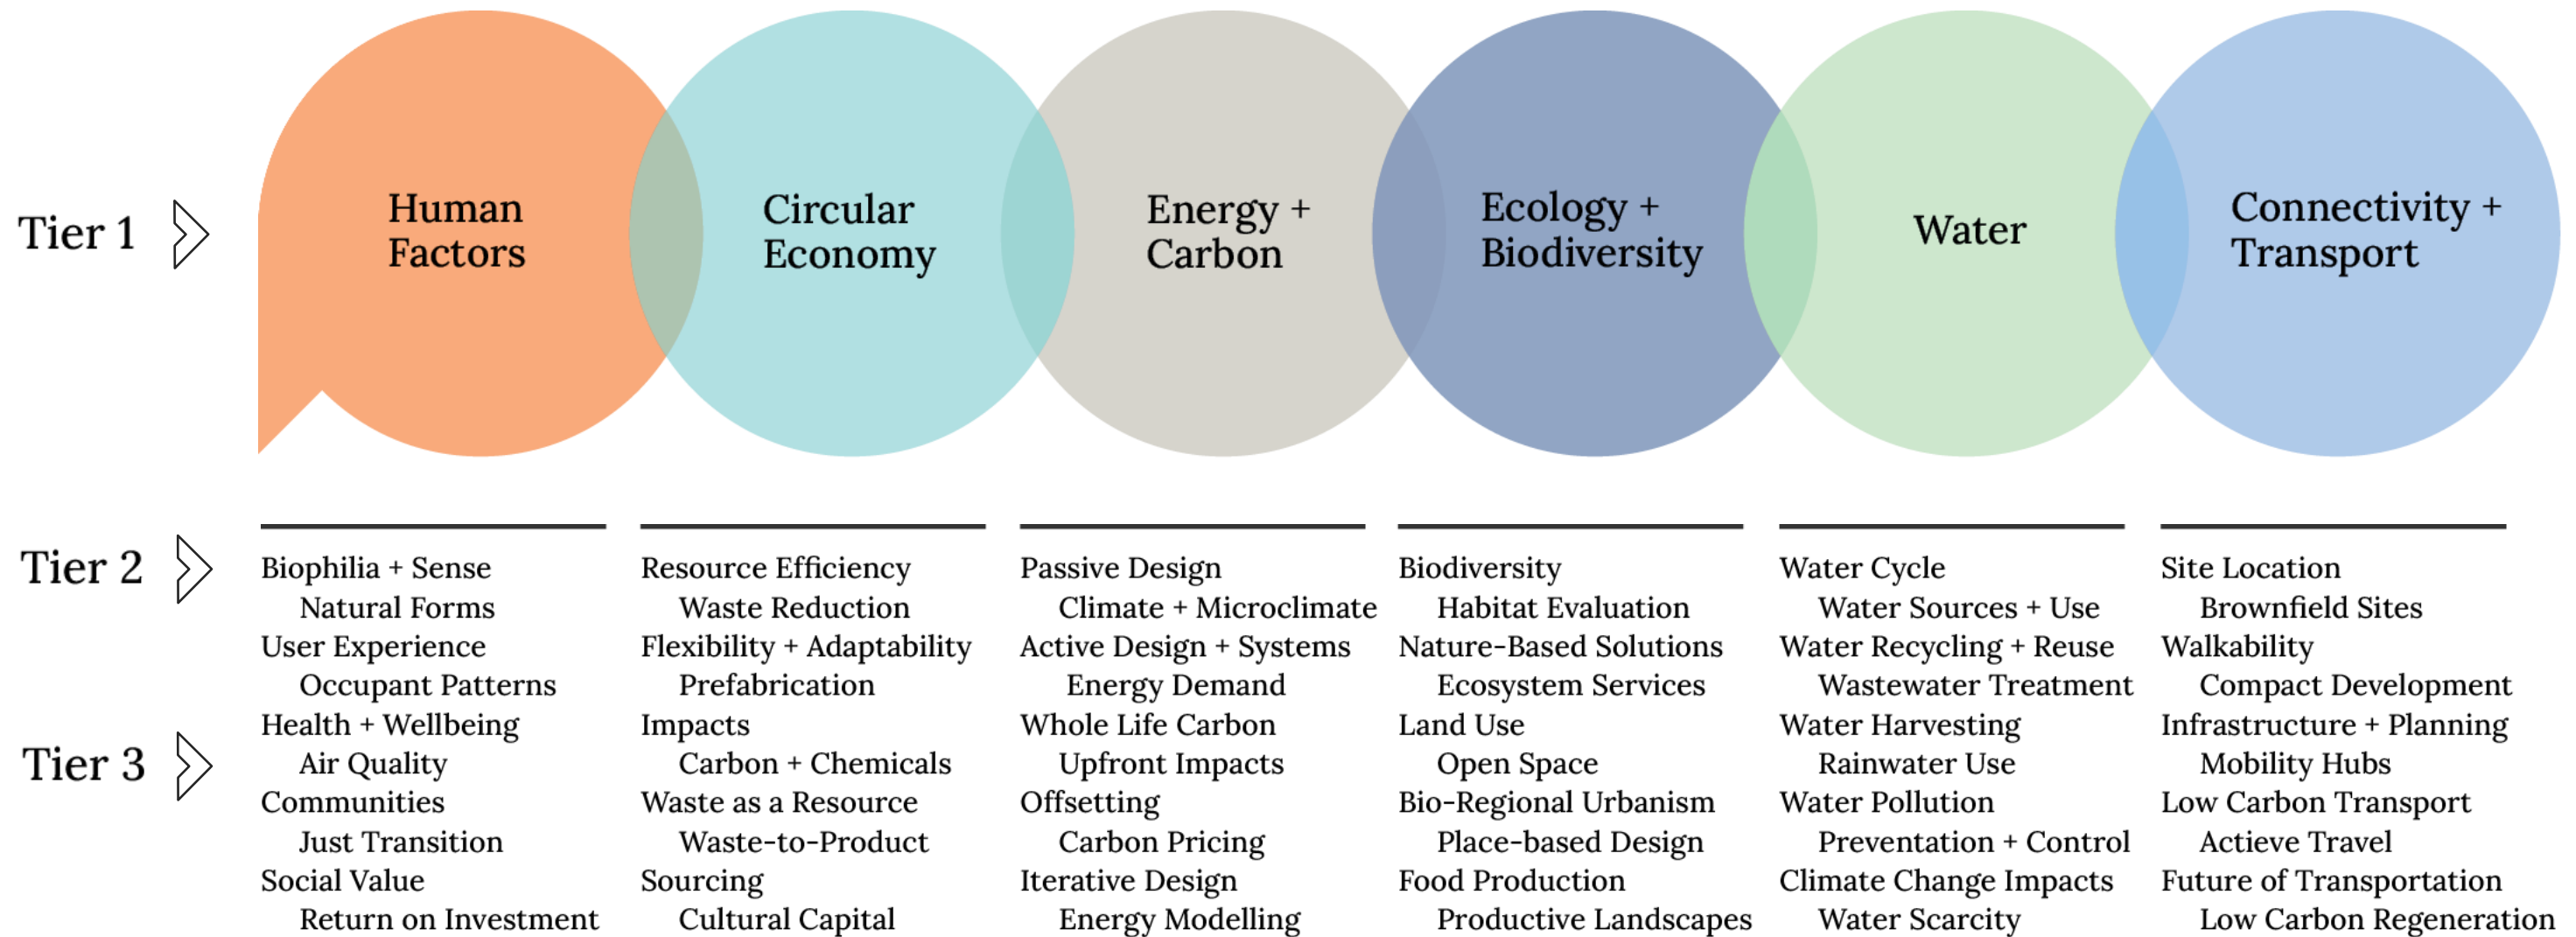 Tier 1
Human
Factors
Circular
Economy
Energy +
Carbon
Ecology +
Biodiversity
Water
Connectivity +
Transport
Tier 2
Tier 3
Biophilia + Sense
Natural Forms
User Experience
Occupant Patterns
Health + Wellbeing
Air Quality
Communities
Just Transition
Social Value
Return on Investment
Resource Efficiency
Waste Reduction
Flexibility + Adaptability
Prefabrication
Impacts
Carbon + Chemicals
Waste as a Resource
Waste-to-Product
Sourcing
Cultural Capital
Passive Design
Climate + Microclimate
Active Design + Systems
Energy Demand
Whole Life Carbon
Upfront Impacts
Offsetting
Carbon Pricing
Iterative Design
Energy Modelling
Biodiversity
Habitat Evaluation
Nature-Based Solutions
Ecosystem Services
Land Use
Open Space
Bio-Regional Urbanism
Place-based Design
Food Production
Productive Landscapes
Water Cycle
Water Sources + Use
Water Recycling + Reuse
Wastewater Treatment
Water Harvesting
Rainwater Use
Water Pollution
Preventation + Control
Climate Change Impacts
Water Scarcity
Site Location
Brownfield Sites
Walkability
Compact Development
Infrastructure + Planning
Mobility Hubs
Low Carbon Transport
Actieve Travel
Future of Transportation
Low Carbon Regeneration